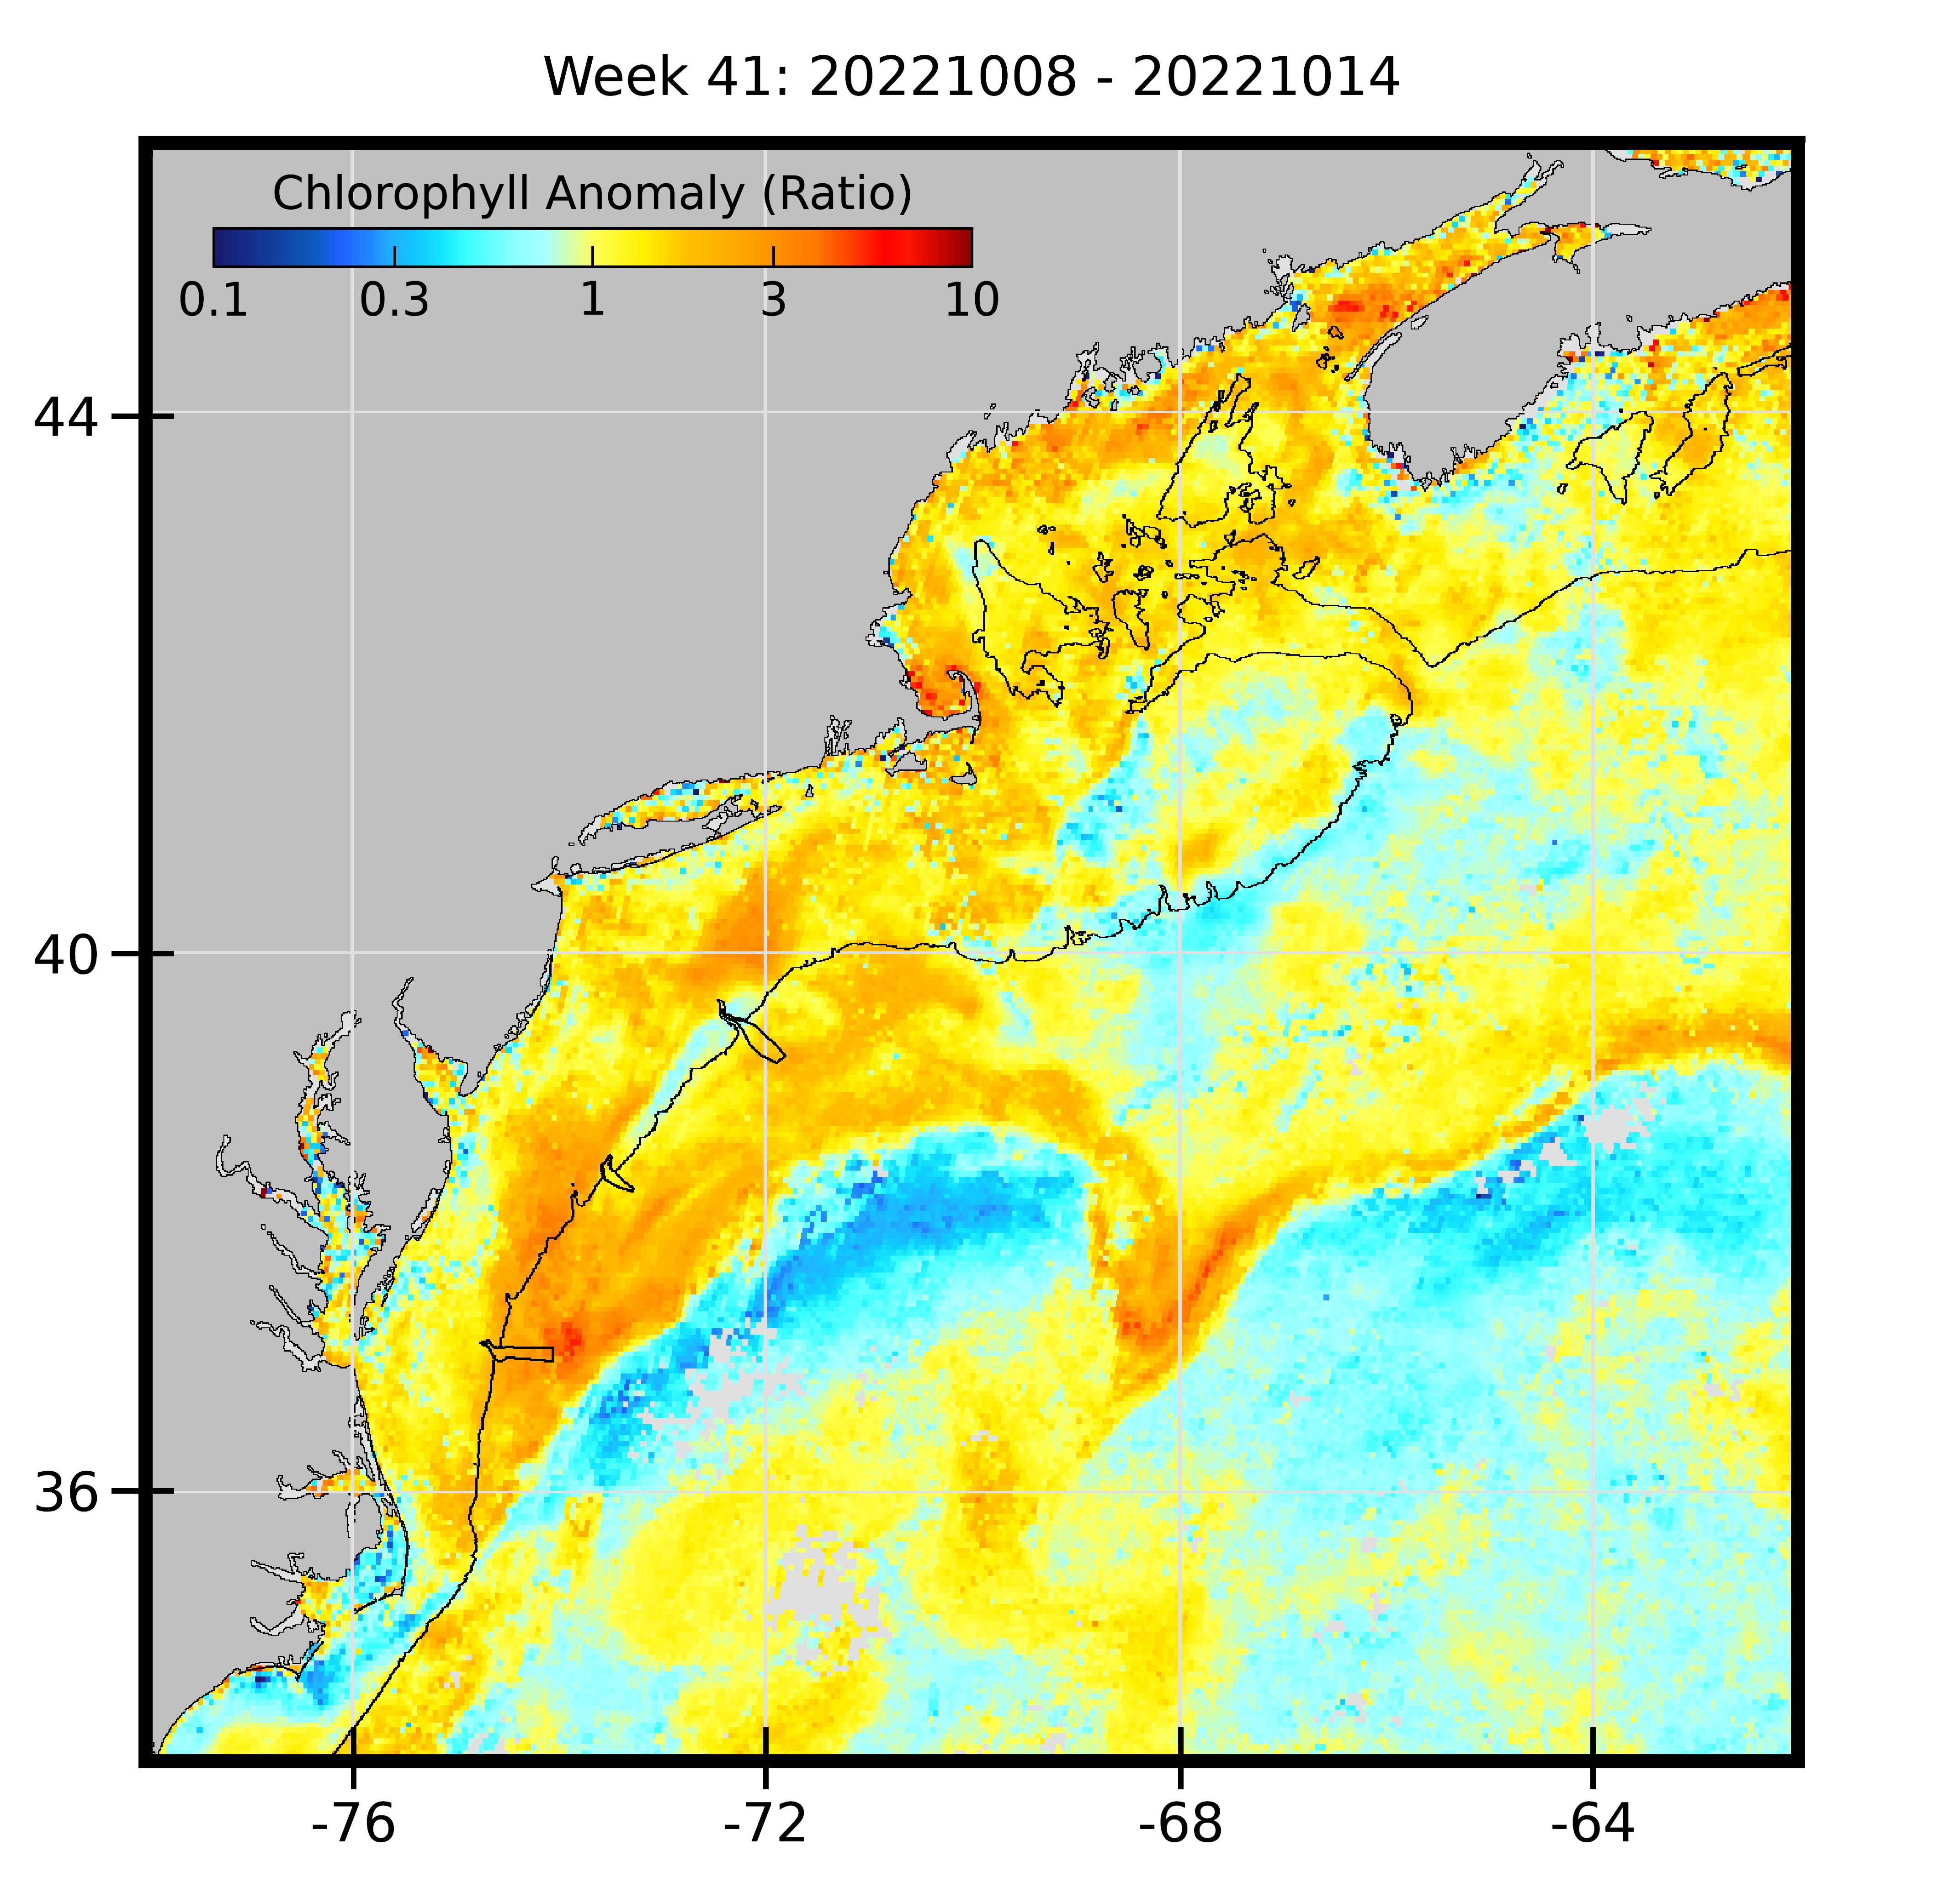 Week 41: 20221008 - 20221014
Chlorophyll Anomaly (Ratio)
0.1 0.3 1 3 10
44
40
36
-76 -72 -68 -64